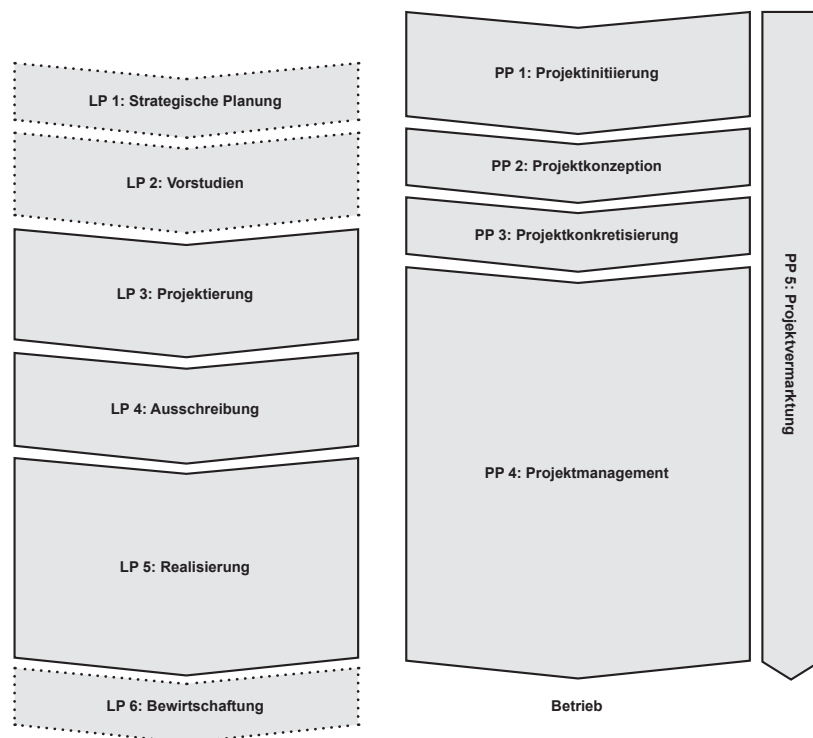 LP 1: Strategische Planung
LP 2: Vorstudien
LP 3: Projektierung
LP 4: Ausschreibung
LP 5: Realisierung
LP 6: Bewirtschaftung
PP 1: Projektinitiierung
PP 2: Projektkonzeption
PP 3: Projektkonkretisierung
PP 4: Projektmanagement
Betrieb
PP 5: Projektvermarktung